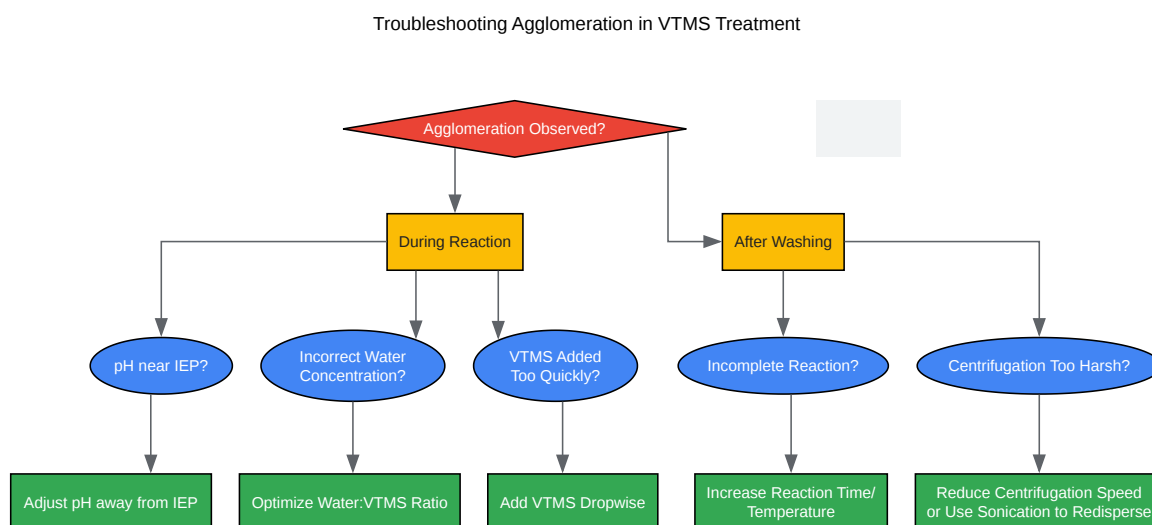 Troubleshooting Agglomeration in VTMS Treatment
Agglomeration Observed?
During Reaction
After Washing
pH near IEP?
Incorrect Water
Concentration?
VTMS Added
Too Quickly?
Incomplete Reaction?
Centrifugation Too Harsh?
Adjust pH away from IEP
Optimize Water:VTMS Ratio
Add VTMS Dropwise
Increase Reaction Time/
Temperature
Reduce Centrifugation Speed
or Use Sonication to Redisperse